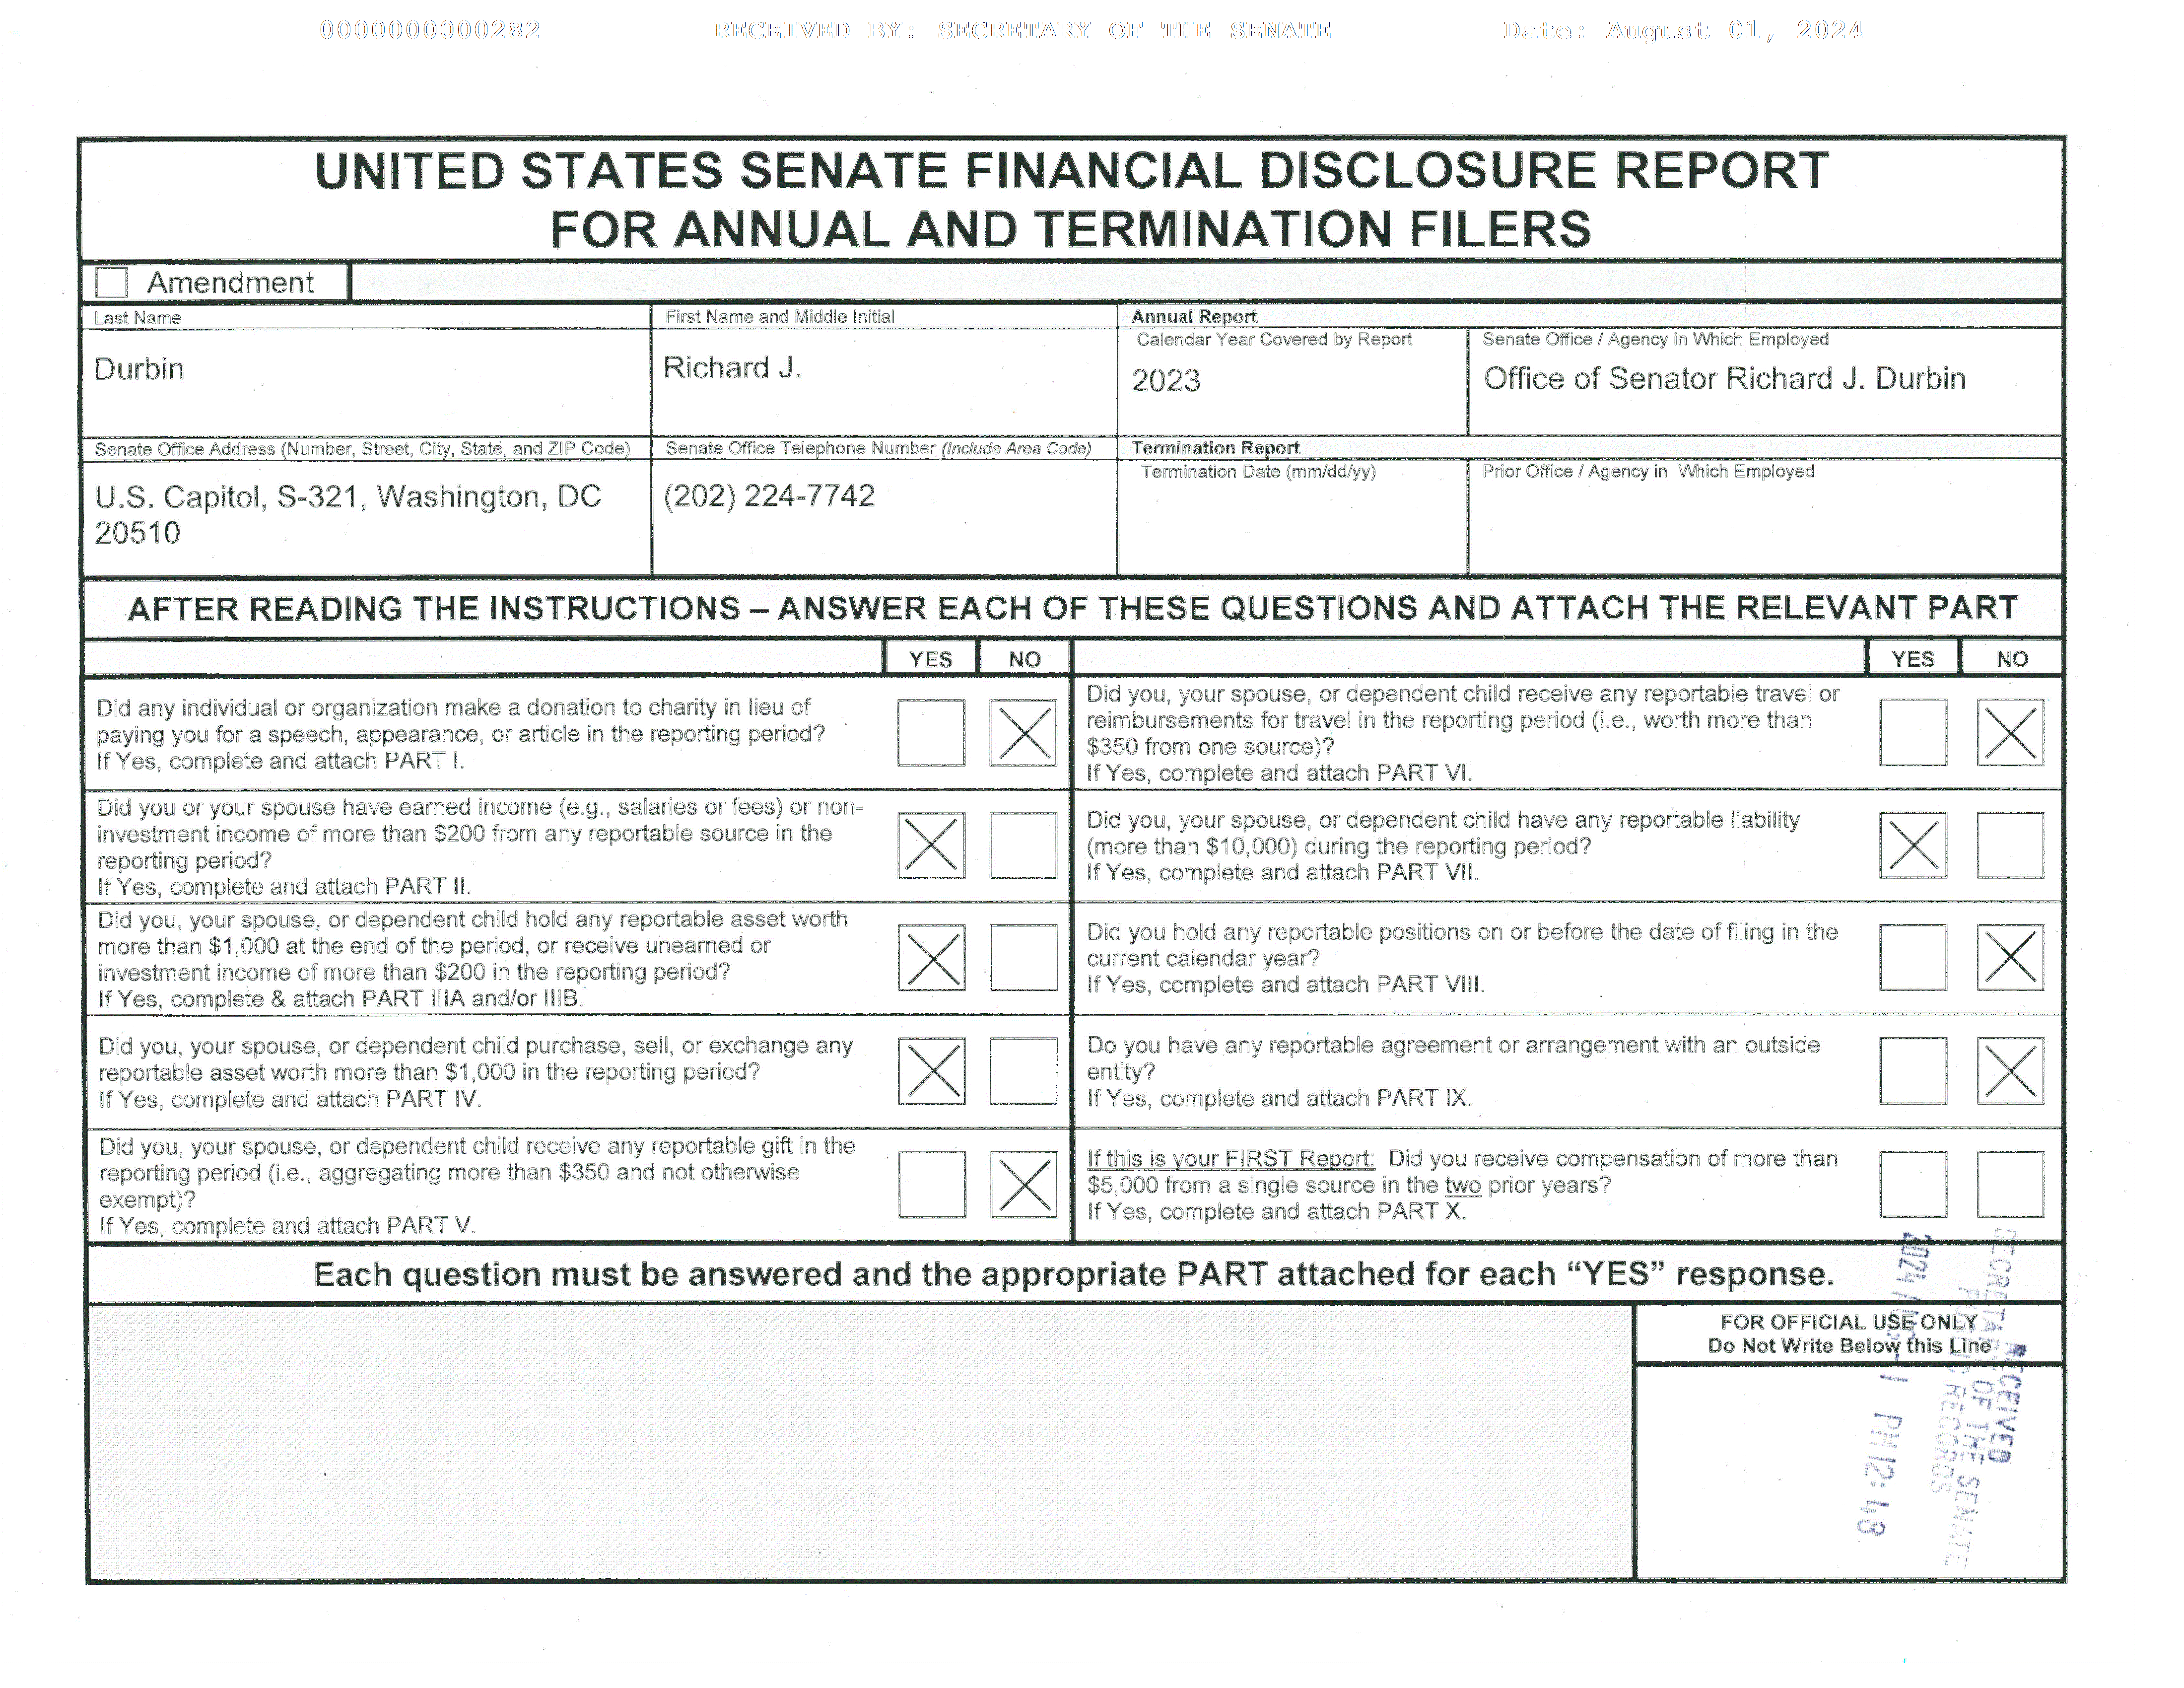 0000000000282 RECEIVED BY: SECRETARY OF THE SENATE Date: August 01, 2024
UNITED STATES SENATE FINANCIAL DISCLOSURE REPORT
FOR ANNUAL AND TERMINATION FILERS
Amendment
Last Name
Durbin
First Name and Middle Initial
Richard J.
Annual Report
Calendar Year Covered by Report
2023
Senate Office / Agency in Which Employed
Office of Senator Richard J. Durbin
Senate Office Address (Number, Street, City, State, and ZIP Code)
U.S. Capitol, S-321, Washington, DC
20510
Senate Office Telephone Number (Include Area Code)
(202) 224-7742
Termination Report
Termination Date (mm/dd/yy)
Prior Office / Agency in Which Employed
AFTER READING THE INSTRUCTIONS – ANSWER EACH OF THESE QUESTIONS AND ATTACH THE RELEVANT PART
YES NO
Did any individual or organization make a donation to charity in lieu of
paying you for a speech, appearance, or article in the reporting period?
If Yes, complete and attach PART I.
Did you or your spouse have earned income (e.g., salaries or fees) or non-
investment income of more than $200 from any reportable source in the
reporting period?
If Yes, complete and attach PART II.
Did you, your spouse, or dependent child hold any reportable asset worth
more than $1,000 at the end of the period, or receive unearned or
investment income of more than $200 in the reporting period?
If Yes, complete & attach PART IIIA and/or IIIB.
Did you, your spouse, or dependent child purchase, sell, or exchange any
reportable asset worth more than $1,000 in the reporting period?
If Yes, complete and attach PART IV.
Did you, your spouse, or dependent child receive any reportable gift in the
reporting period (i.e., aggregating more than $350 and not otherwise
exempt)?
If Yes, complete and attach PART V.
YES NO
Did you, your spouse, or dependent child receive any reportable travel or
reimbursements for travel in the reporting period (i.e., worth more than
$350 from one source)?
If Yes, complete and attach PART VI.
Did you, your spouse, or dependent child have any reportable liability
(more than $10,000) during the reporting period?
If Yes, complete and attach PART VII.
Did you hold any reportable positions on or before the date of filing in the
current calendar year?
If Yes, complete and attach PART VIII.
Do you have any reportable agreement or arrangement with an outside
entity?
If Yes, complete and attach PART IX.
If this is your FIRST Report: Did you receive compensation of more than
$5,000 from a single source in the two prior years?
If Yes, complete and attach PART X.
Each question must be answered and the appropriate PART attached for each “YES” response.
FOR OFFICIAL USE ONLY
Do Not Write Below this Line
RECEIVED
SECRETARY OF THE SENATE
RECORDS
2024 PM 12:48